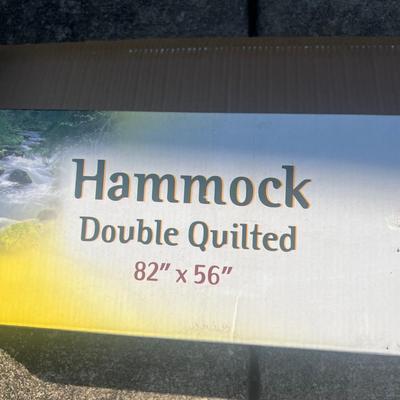 Hammock
Double Quilted
82" x 56"